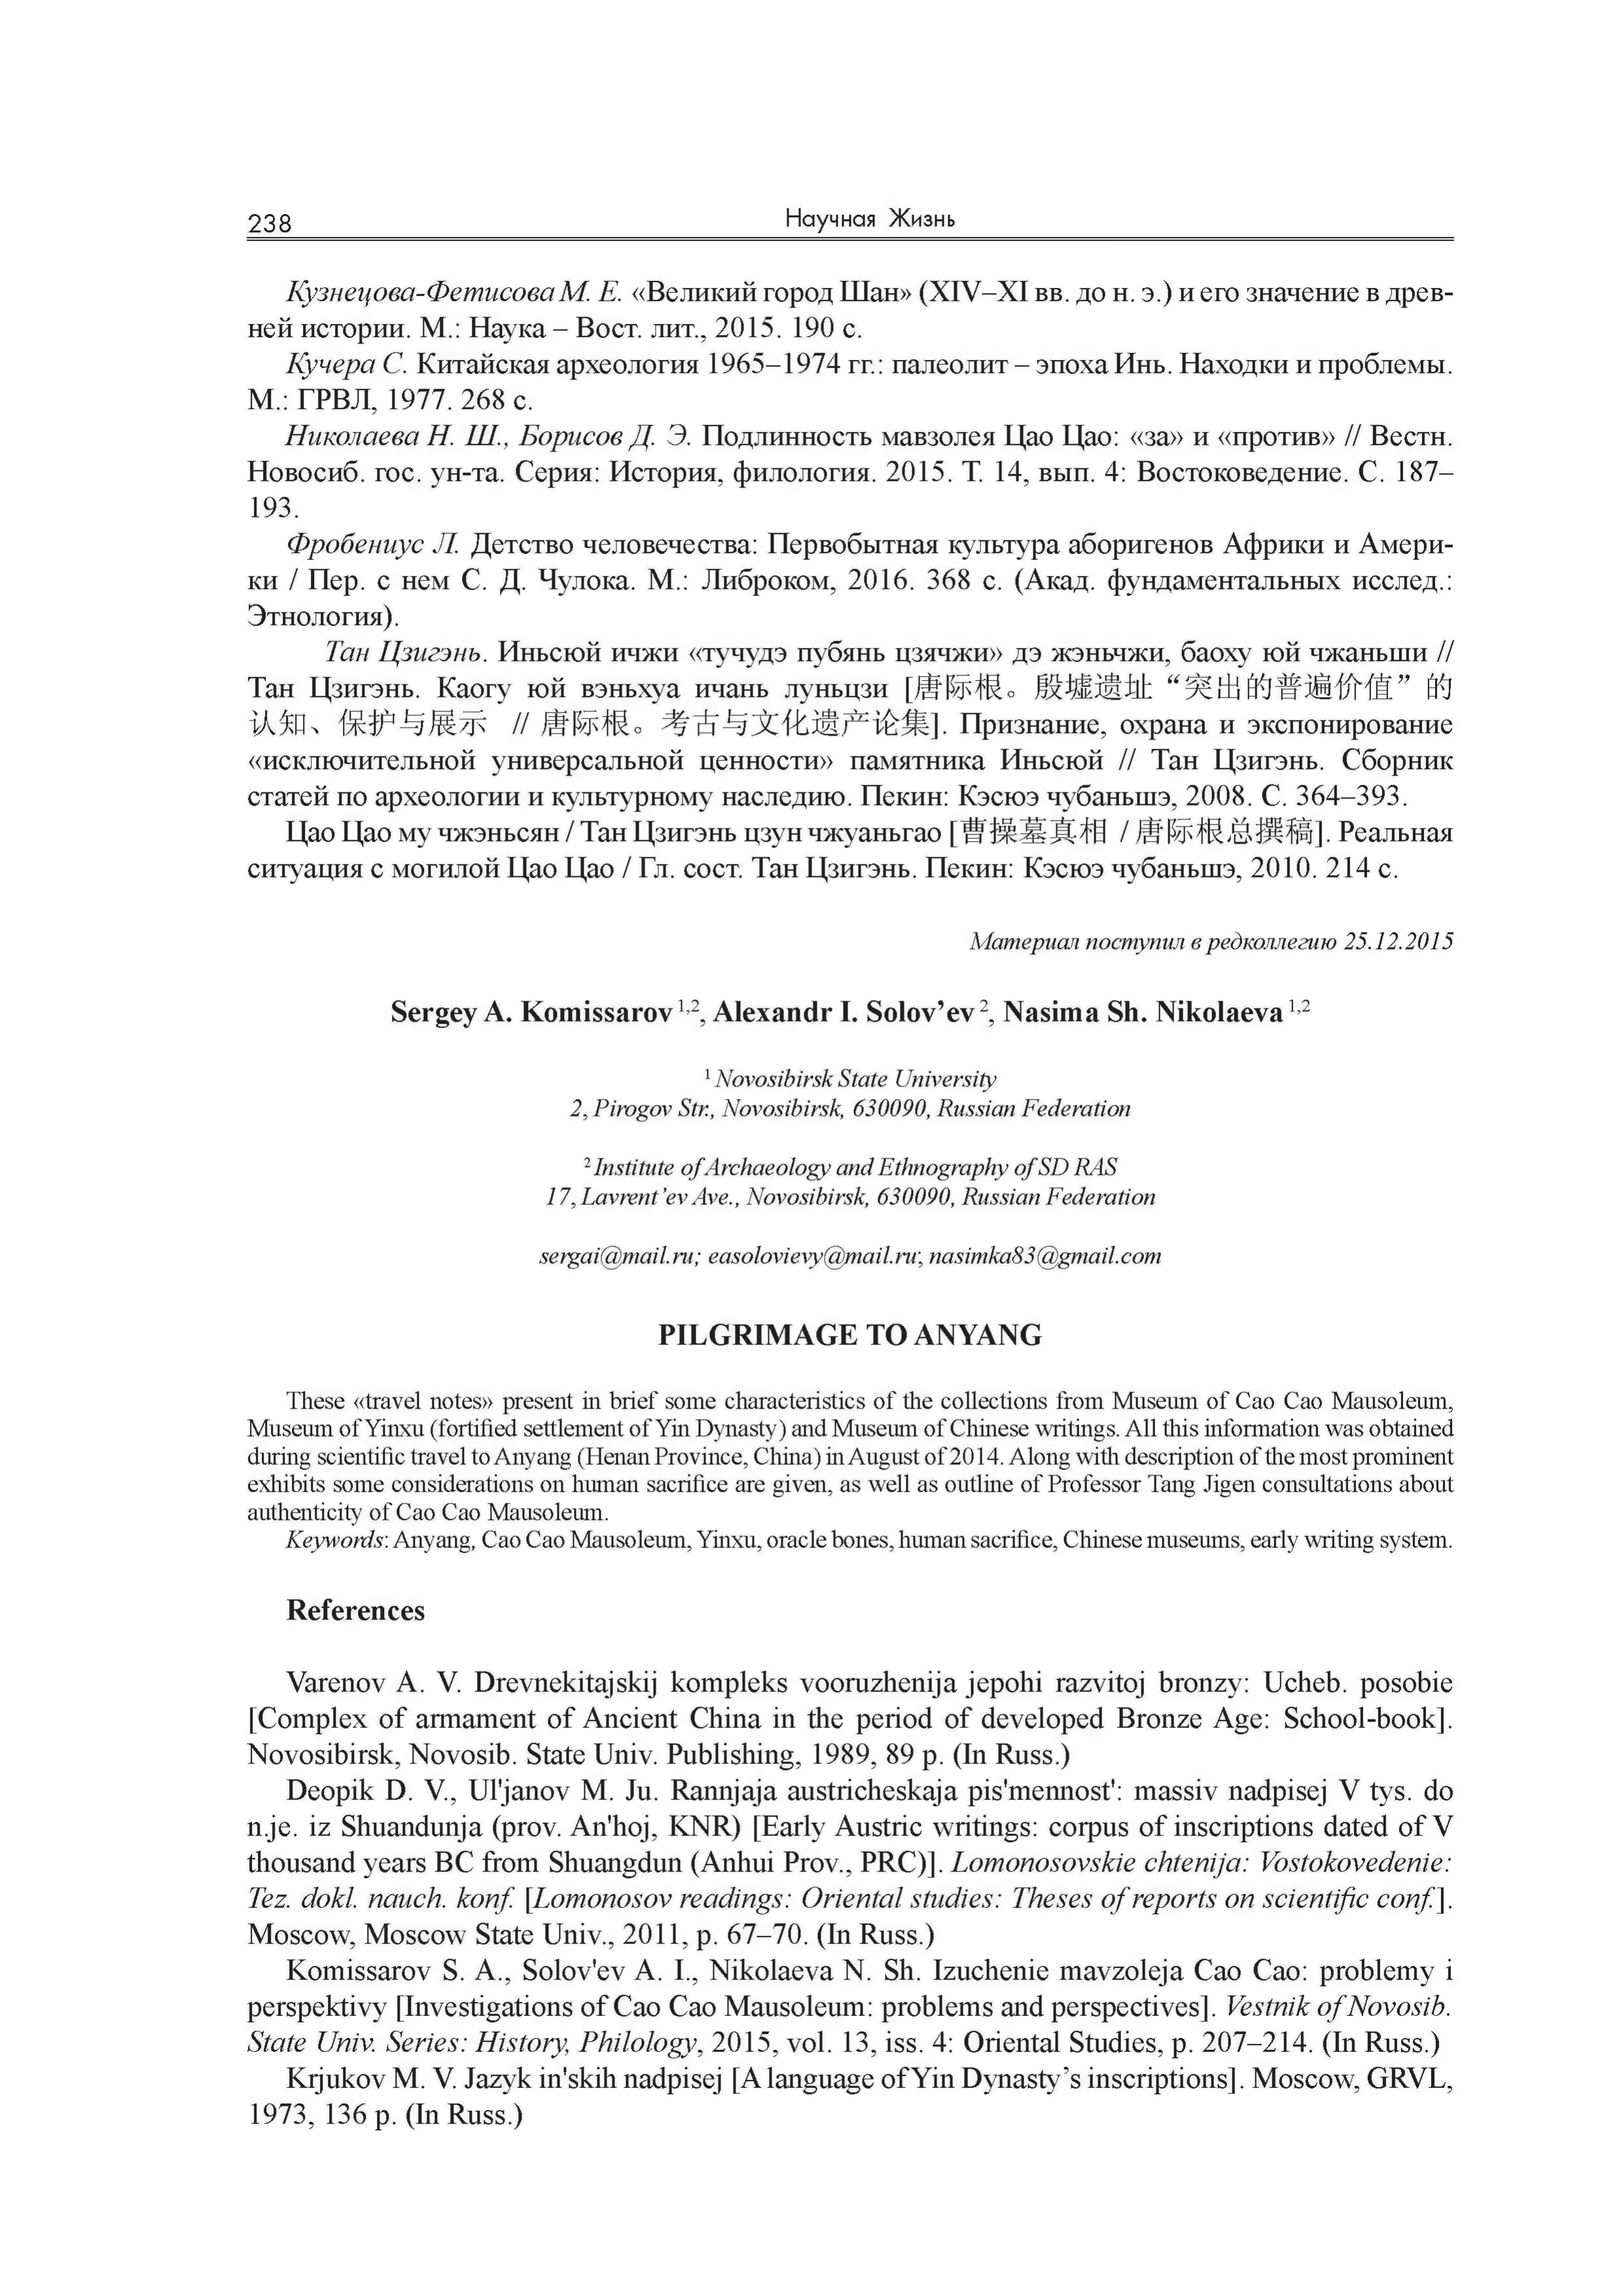 238
Научная Жизнь
Кузнецова-Фетисова М. Е. «Великий город Шан» (XIV–XI вв. до н. э.) и его значение в древ-
ней истории. М.: Наука – Вост. лит., 2015. 190 с.
Кучера С. Китайская археология 1965–1974 гг.: палеолит – эпоха Инь. Находки и проблемы.
М.: ГРВЛ, 1977. 268 с.
Николаева Н. Ш., Борисов Д. Э. Подлинность мавзолея Цао Цао: «за» и «против» // Вестн.
Новосиб. гос. ун-та. Серия: История, филология. 2015. Т. 14, вып. 4: Востоковедение. С. 187–
193.
Фробениус Л. Детство человечества: Первобытная культура аборигенов Африки и Амери-
ки / Пер. с нем С. Д. Чулока. М.: Либроком, 2016. 368 с. (Акад. фундаментальных исслед.:
Этнология).
Тан Цзигэнь. Иньсюй ичжи «тучудэ пубянь цзячжи» дэ жэньчжи, баоху юй чжаньши //
Тан Цзигэнь. Каогу юй вэньхуа ичань луньцзи [唐际根。殷墟遗址“突出的普遍价值”的
认知、保护与展示 // 唐际根。考古与文化遗产论集]. Признание, охрана и экспонирование
«исключительной универсальной ценности» памятника Иньсюй // Тан Цзигэнь. Сборник
статей по археологии и культурному наследию. Пекин: Кэсюэ чубаньшэ, 2008. С. 364–393.
Цао Цао му чжэньсян / Тан Цзигэнь цзун чжуаньгао [曹操墓真相 / 唐际根总撰稿]. Реальная
ситуация с могилой Цао Цао / Гл. сост. Тан Цзигэнь. Пекин: Кэсюэ чубаньшэ, 2010. 214 с.
Материал поступил в редколлегию 25.12.2015
Sergey A. Komissarov 1,2, Alexandr I. Solov’ev 2, Nasima Sh. Nikolaeva 1,2
1 Novosibirsk State University
2, Pirogov Str., Novosibirsk, 630090, Russian Federation
2 Institute of Archaeology and Ethnography of SD RAS
17, Lavrent’ev Ave., Novosibirsk, 630090, Russian Federation
sergai@mail.ru; easolovievy@mail.ru; nasimka83@gmail.com
PILGRIMAGE TO ANYANG
These «travel notes» present in brief some characteristics of the collections from Museum of Cao Cao Mausoleum,
Museum of Yinxu (fortified settlement of Yin Dynasty) and Museum of Chinese writings. All this information was obtained
during scientific travel to Anyang (Henan Province, China) in August of 2014. Along with description of the most prominent
exhibits some considerations on human sacrifice are given, as well as outline of Professor Tang Jigen consultations about
authenticity of Cao Cao Mausoleum.
Keywords: Anyang, Cao Cao Mausoleum, Yinxu, oracle bones, human sacrifice, Chinese museums, early writing system.
References
Varenov A. V. Drevnekitajskij kompleks vooruzhenija jepohi razvitoj bronzy: Ucheb. posobie
[Complex of armament of Ancient China in the period of developed Bronze Age: School-book].
Novosibirsk, Novosib. State Univ. Publishing, 1989, 89 p. (In Russ.)
Deopik D. V., Ul'janov M. Ju. Rannjaja austricheskaja pis'mennost': massiv nadpisej V tys. do
n.je. iz Shuandunja (prov. An'hoj, KNR) [Early Austric writings: corpus of inscriptions dated of V
thousand years BC from Shuangdun (Anhui Prov., PRC)]. Lomonosovskie chtenija: Vostokovedenie:
Tez. dokl. nauch. konf. [Lomonosov readings: Oriental studies: Theses of reports on scientific conf.].
Moscow, Moscow State Univ., 2011, p. 67–70. (In Russ.)
Komissarov S. A., Solov'ev A. I., Nikolaeva N. Sh. Izuchenie mavzoleja Cao Cao: problemy i
perspektivy [Investigations of Cao Cao Mausoleum: problems and perspectives]. Vestnik of Novosib.
State Univ. Series: History, Philology, 2015, vol. 13, iss. 4: Oriental Studies, p. 207–214. (In Russ.)
Krjukov M. V. Jazyk in'skih nadpisej [A language of Yin Dynasty’s inscriptions]. Moscow, GRVL,
1973, 136 p. (In Russ.)